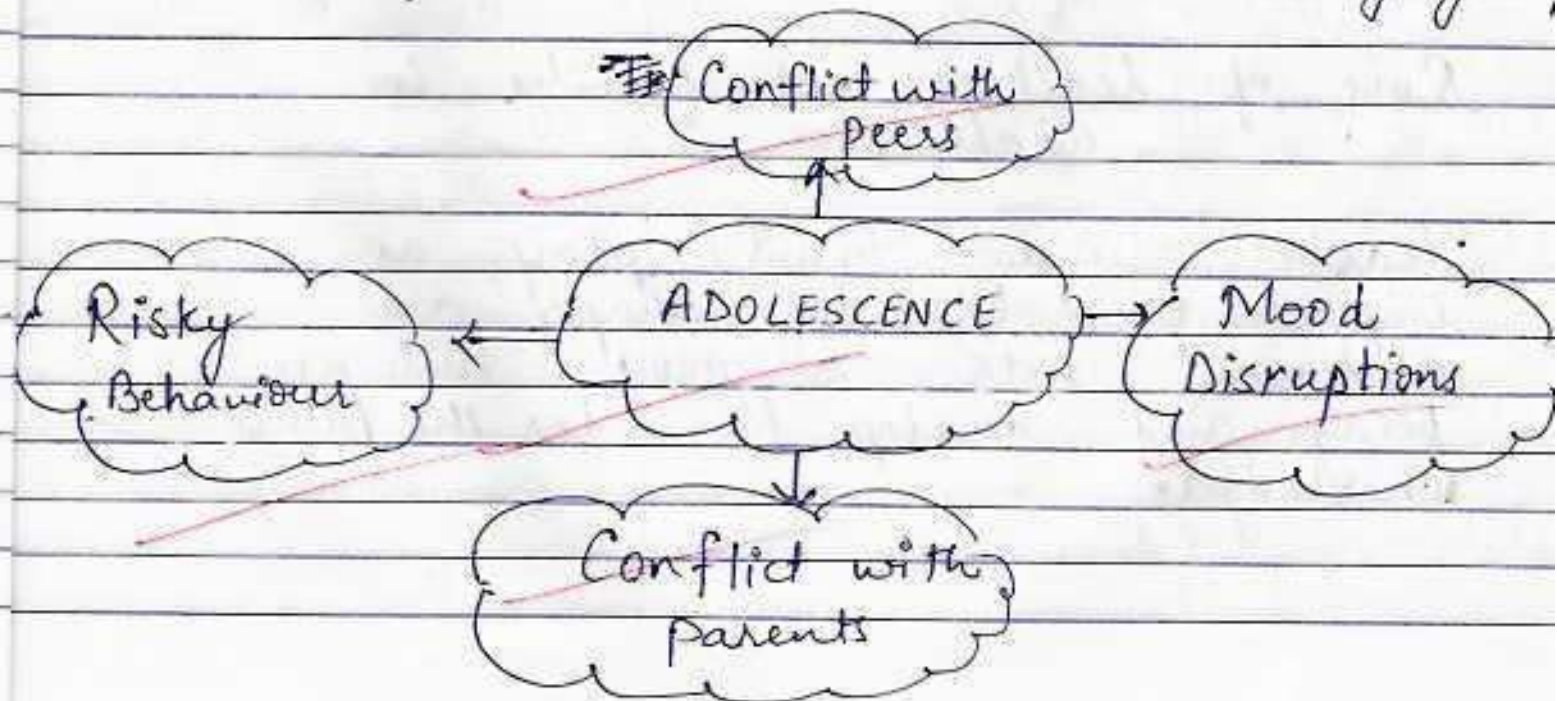 Conflict with
peers
Risky
Behaviour
ADOLESCENCE
Mood
Disruptions
Conflict with
parents